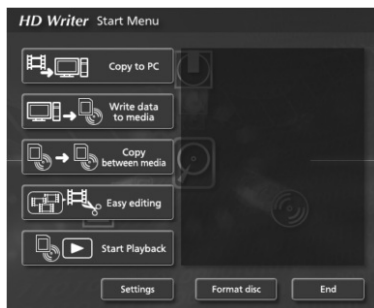 HD Writer Start Menu
Copy to PC
Write data
to media
Copy
between media
Easy editing
Start Playback
Settings
Format disc
End